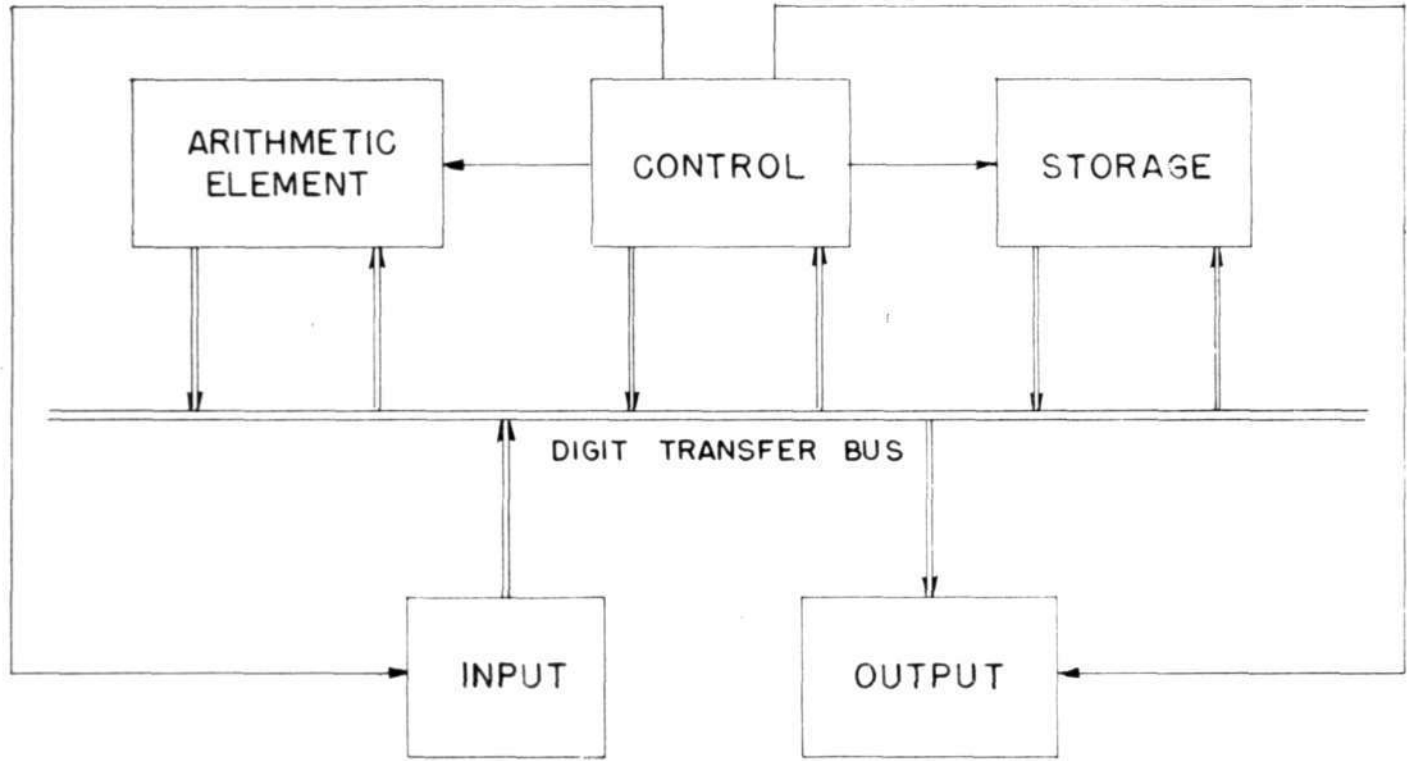 ARITHMETIC
ELEMENT
CONTROL
STORAGE
DIGIT TRANSFER BUS
INPUT
OUTPUT